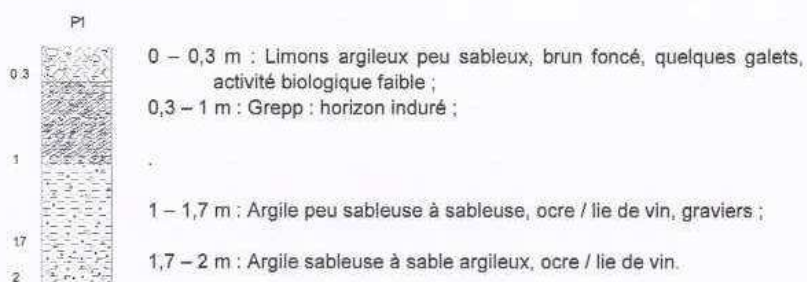 P1
0 – 0,3 m : Limons argileux peu sableux, brun foncé, quelques galets,
activité biologique faible ;
0.3
0,3 – 1 m : Grepp : horizon induré ;
1
.
1 – 1,7 m : Argile peu sableuse à sableuse, ocre / lie de vin, graviers ;
1.7
1,7 – 2 m : Argile sableuse à sable argileux, ocre / lie de vin.
2